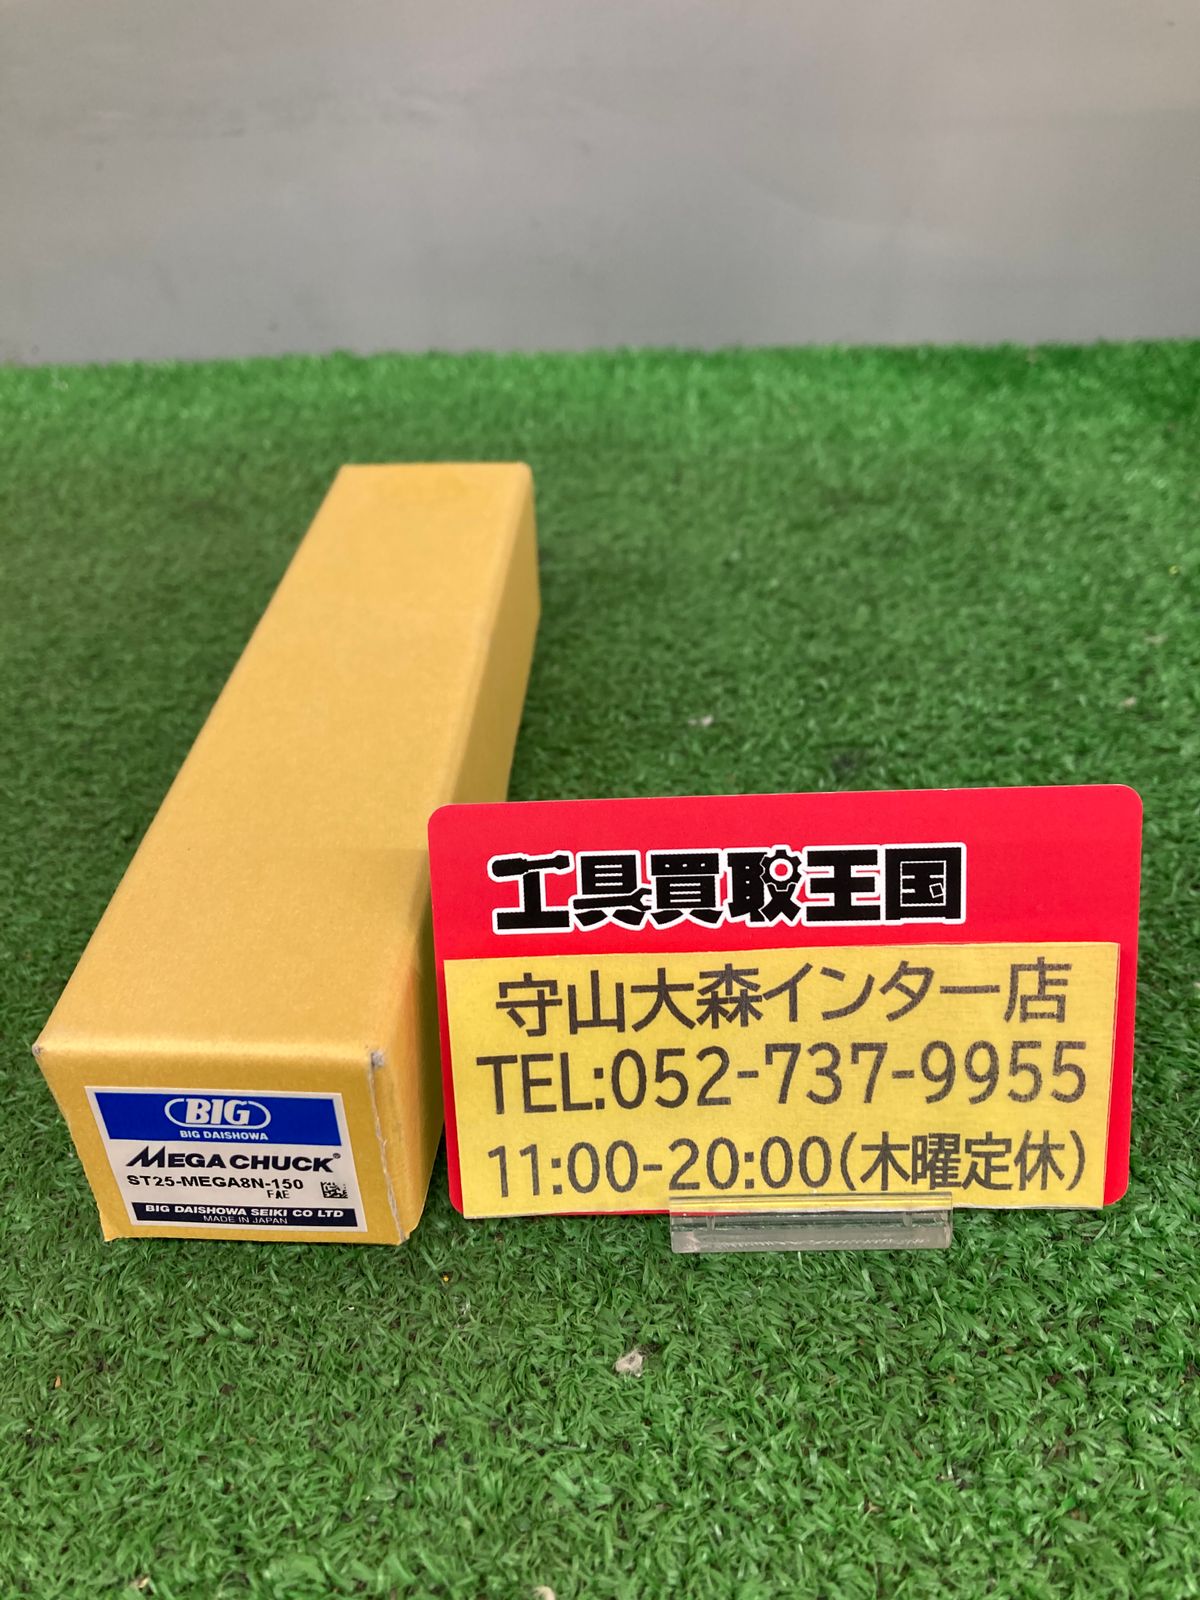 BIG
BIG DAISHOWA
MEGA CHUCK®
ST25-MEGA8N-150
FAE
BIG DAISHOWA SEIKI CO LTD
MADE IN JAPAN
工具買取王国
守山大森インター店
TEL:052-737-9955
11:00-20:00(木曜定休)